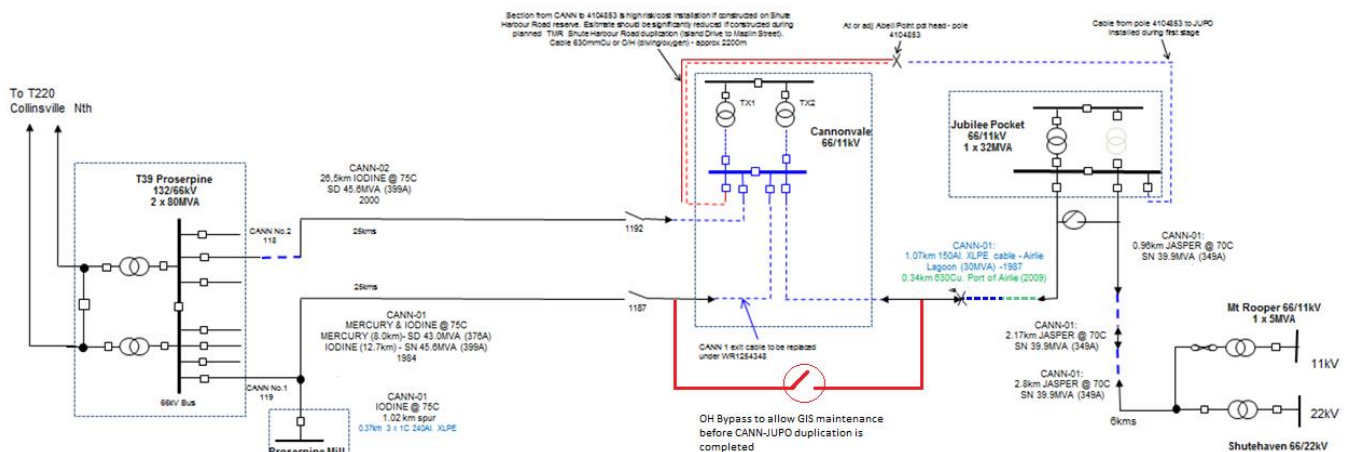 Section from CANN to 4104853 is high risk/cost installation if constructed on Shute
Harbour Road reserve. Esitmate should be significantly reduced if constructed during
planned TMR. Shute Harbour Road duplication (Island Drive to Mazlin Street).
Cable 630mmCu or O/H (diving/oxygen) - approx 2200m
At or adj Abell Point pot head - pole
4104853
Cable from pole 4104853 to JUPO
installed during first stage
To T220
Collinsville Nth
T39 Proserpine
132/66kV
2 x 80MVA
CANN No.2
118
CANN No.1
119
66kV Bus
CANN-02
26,5km IODINE @ 75C
SD 45.6MVA (399A)
2000
25kms
1192
25kms
1187
CANN-01
MERCURY & IODINE @ 75C
MERCURY (8.0km)- SD 43.0MVA (376A)
IODINE (12.7km) - SN 45.6MVA (399A)
1984
CANN-01
IODINE @ 75C
1.02 km spur
0.37km 3 x 1C 240Al. XLPE
Proserpine Mill
TX1
TX2
Cannonvale
66/11kV
CANN 1 exit cable to be replaced
under WR1254348
OH Bypass to allow GIS maintenance
before CANN-JUPO duplication is
completed
Jubilee Pocket
66/11kV
1 x 32MVA
CANN-01:
1.07km 150Al. XLPE cable - Airlie
Lagoon (30MVA) -1987
0.34km 630Cu. Port of Airlie (2009)
CANN-01:
0.96km JASPER @ 70C
SN 39.9MVA (349A)
CANN-01:
2.17km JASPER @ 70C
SN 39.9MVA (349A)
CANN-01:
2.8km JASPER @ 70C
SN 39.9MVA (349A)
6kms
Mt Rooper 66/11kV
1 x 5MVA
11kV
22kV
Shutehaven 66/22kV